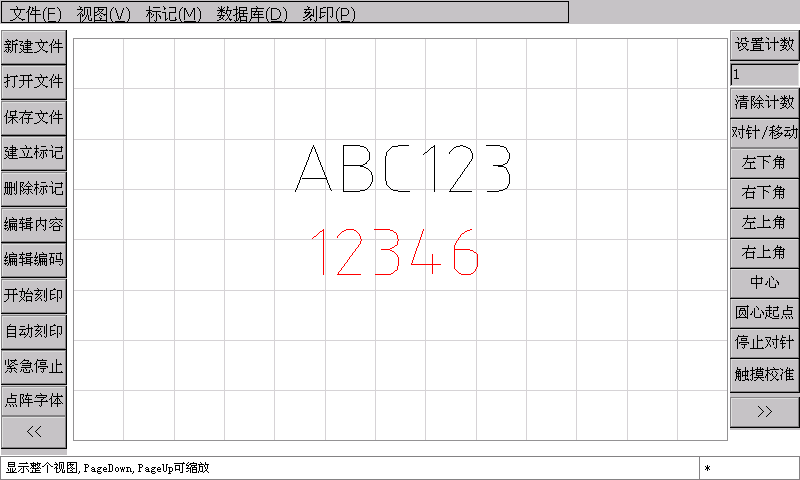 文件(F) 视图(V) 标记(M) 数据库(D) 刻印(P)
新建文件
打开文件
保存文件
建立标记
删除标记
编辑内容
编辑编码
开始刻印
自动刻印
紧急停止
点阵字体
<<
ABC123
12346
设置计数
1
清除计数
对针/移动
左下角
右下角
左上角
右上角
中心
圆心起点
停止对针
触摸校准
>>
显示整个视图,PageDown,PageUp可缩放
*